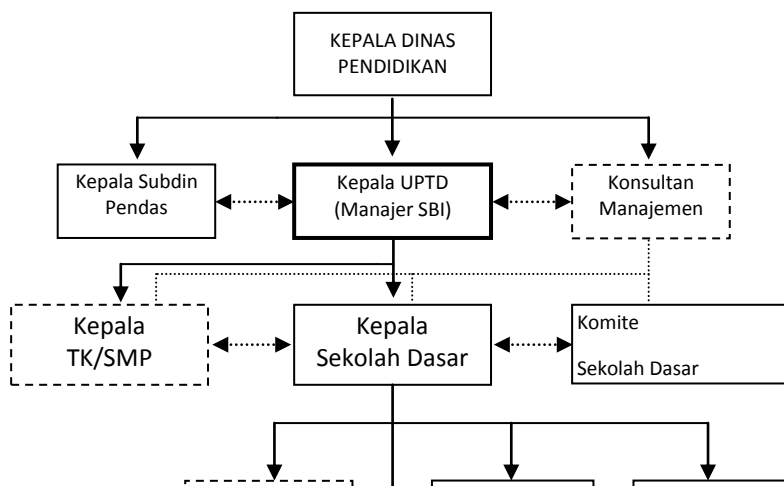 KEPALA DINAS
PENDIDIKAN
Kepala Subdin
Pendas
Kepala UPTD
(Manajer SBI)
Konsultan
Manajemen
Kepala
TK/SMP
Kepala
Sekolah Dasar
Komite
Sekolah Dasar